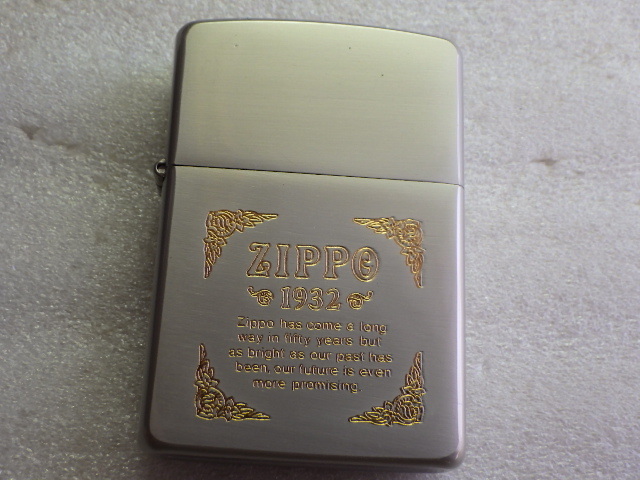 ZIPPO
1932
Zippo has come a long
way in fifty years but
as bright as our past has
been, our future is even
more promising.